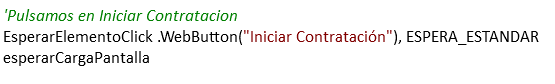 'Pulsamos en Iniciar Contratacion
EsperarElementoClick .WebButton("Iniciar Contratación"), ESPERA_ESTANDAR
esperarCargaPantalla